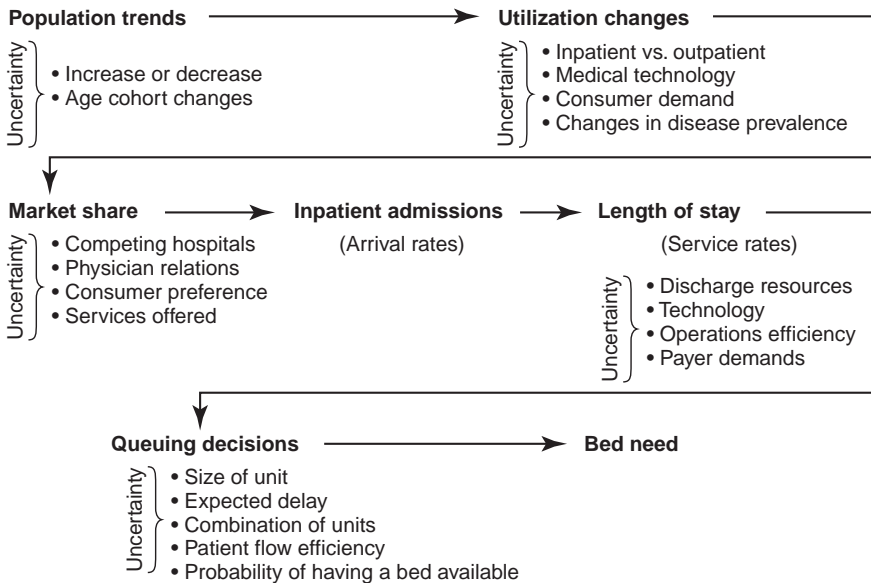 Population trends
Utilization changes
Uncertainty
• Increase or decrease
• Age cohort changes
Uncertainty
• Inpatient vs. outpatient
• Medical technology
• Consumer demand
• Changes in disease prevalence
Market share
Inpatient admissions
Length of stay
(Arrival rates)
(Service rates)
Uncertainty
• Competing hospitals
• Physician relations
• Consumer preference
• Services offered
Uncertainty
• Discharge resources
• Technology
• Operations efficiency
• Payer demands
Queuing decisions
Bed need
Uncertainty
• Size of unit
• Expected delay
• Combination of units
• Patient flow efficiency
• Probability of having a bed available